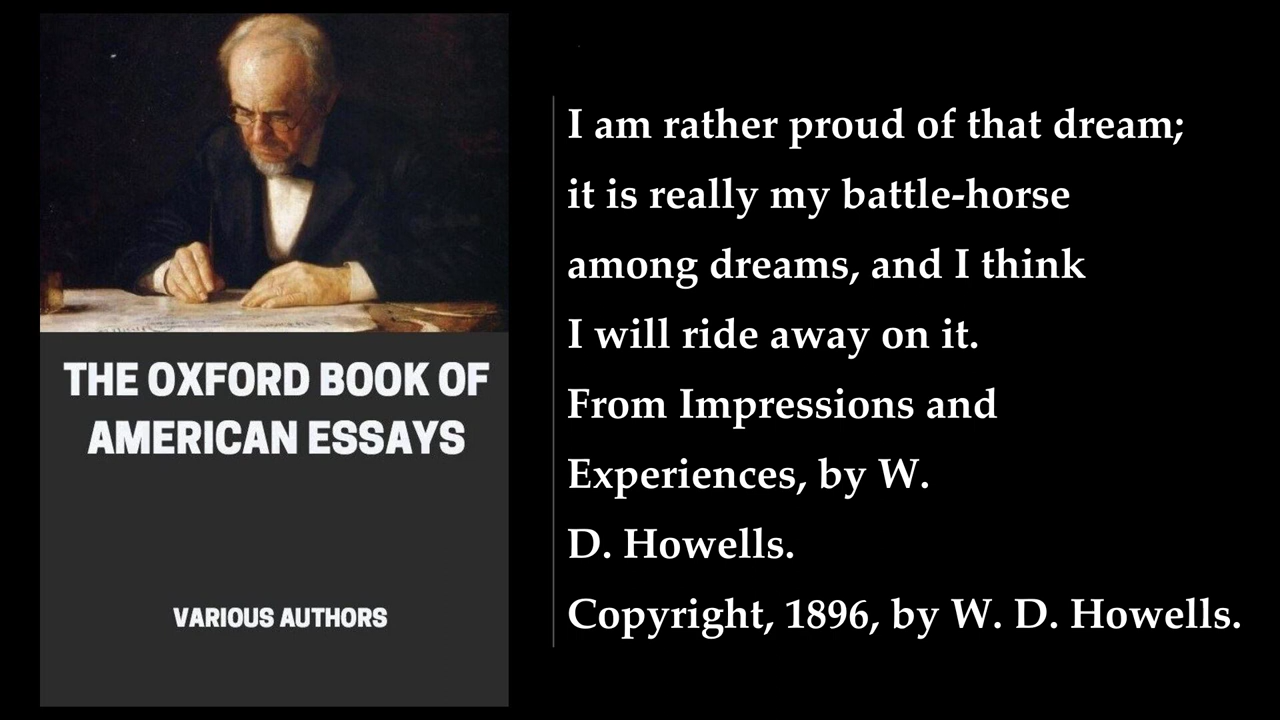 THE OXFORD BOOK OF
AMERICAN ESSAYS
VARIOUS AUTHORS
I am rather proud of that dream;
it is really my battle-horse
among dreams, and I think
I will ride away on it.
From Impressions and
Experiences, by W.
D. Howells.
Copyright, 1896, by W. D. Howells.